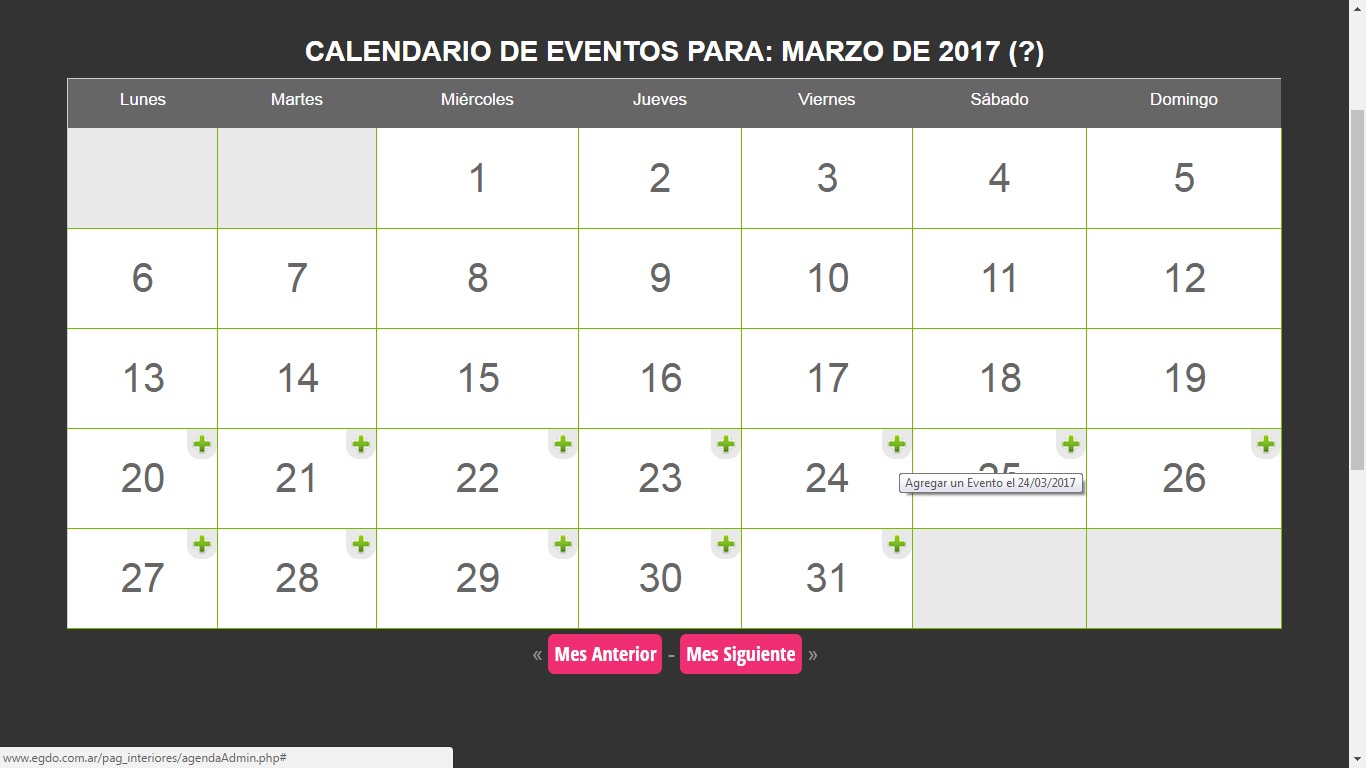 CALENDARIO DE EVENTOS PARA: MARZO DE 2017 (?)
Lunes Martes Miércoles Jueves Viernes Sábado Domingo
1 2 3 4 5
6 7 8 9 10 11 12
13 14 15 16 17 18 19
20 21 22 23 24 25 26
Agregar un Evento el 24/03/2017
27 28 29 30 31
« Mes Anterior - Mes Siguiente »
www.egdo.com.ar/pag_interiores/agendaAdmin.php#